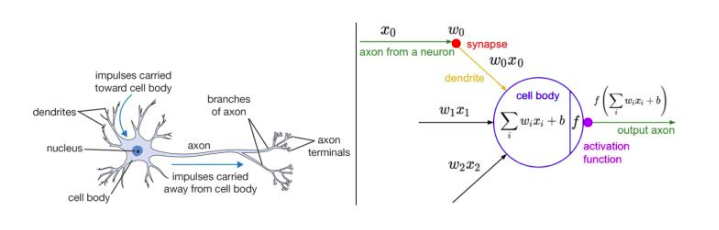 impulses carried
toward cell body
dendrites
nucleus
cell body
axon
impulses carried
away from cell body
branches
of axon
axon
terminals
x₀
w₀
axon from a neuron
synapse
w₀x₀
dendrite
w₁x₁
w₂x₂
cell body
∑ᵢ wᵢxᵢ + b
f
f(∑ᵢ wᵢxᵢ + b)
output axon
activation
function